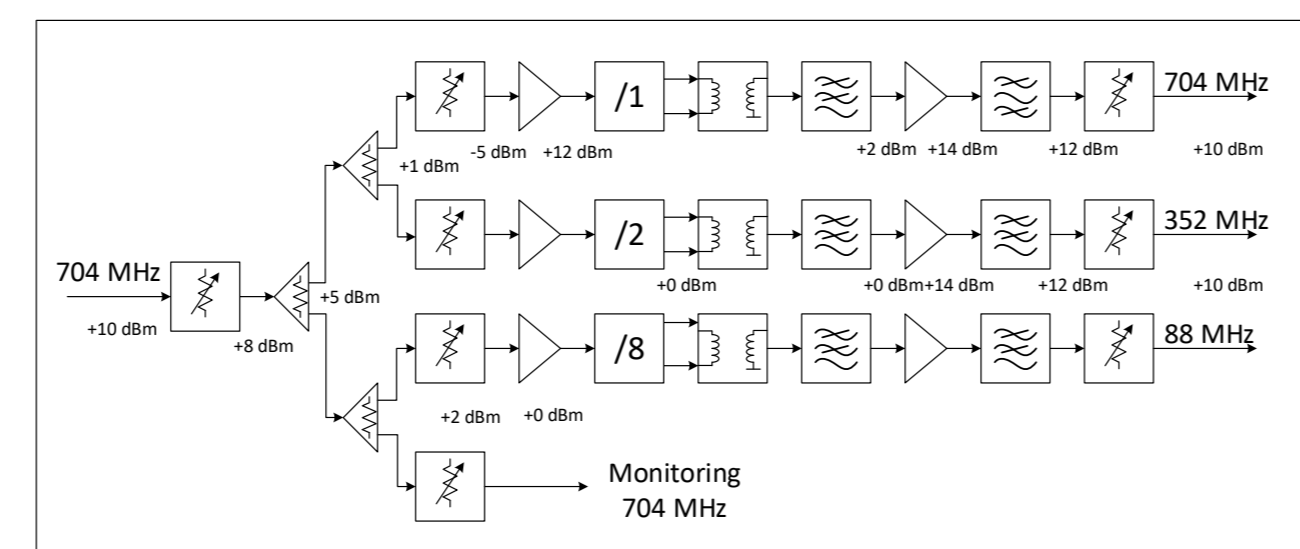 /1
704 MHz
+1 dBm
-5 dBm
+12 dBm
+2 dBm
+14 dBm
+12 dBm
+10 dBm
/2
352 MHz
704 MHz
+10 dBm
+8 dBm
+5 dBm
+0 dBm
+0 dBm
+14 dBm
+12 dBm
+10 dBm
/8
88 MHz
+2 dBm
+0 dBm
Monitoring
704 MHz